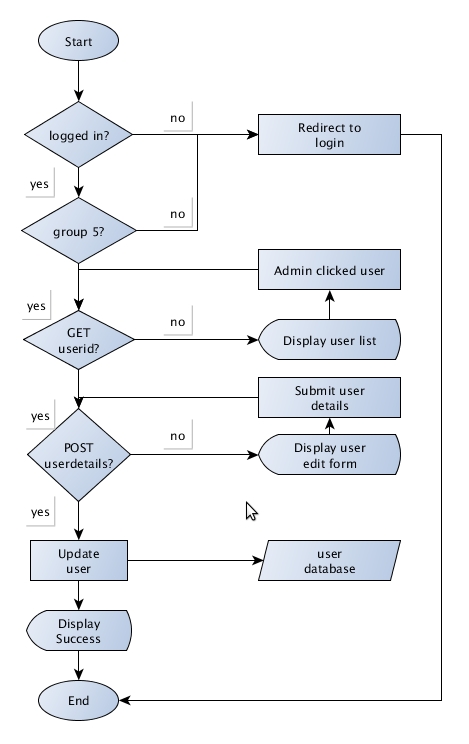 Start
logged in?
no
Redirect to
login
yes
group 5?
no
Admin clicked user
yes
GET
userid?
no
Display user list
Submit user
details
yes
POST
userdetails?
no
Display user
edit form
yes
Update
user
user
database
Display
Success
End